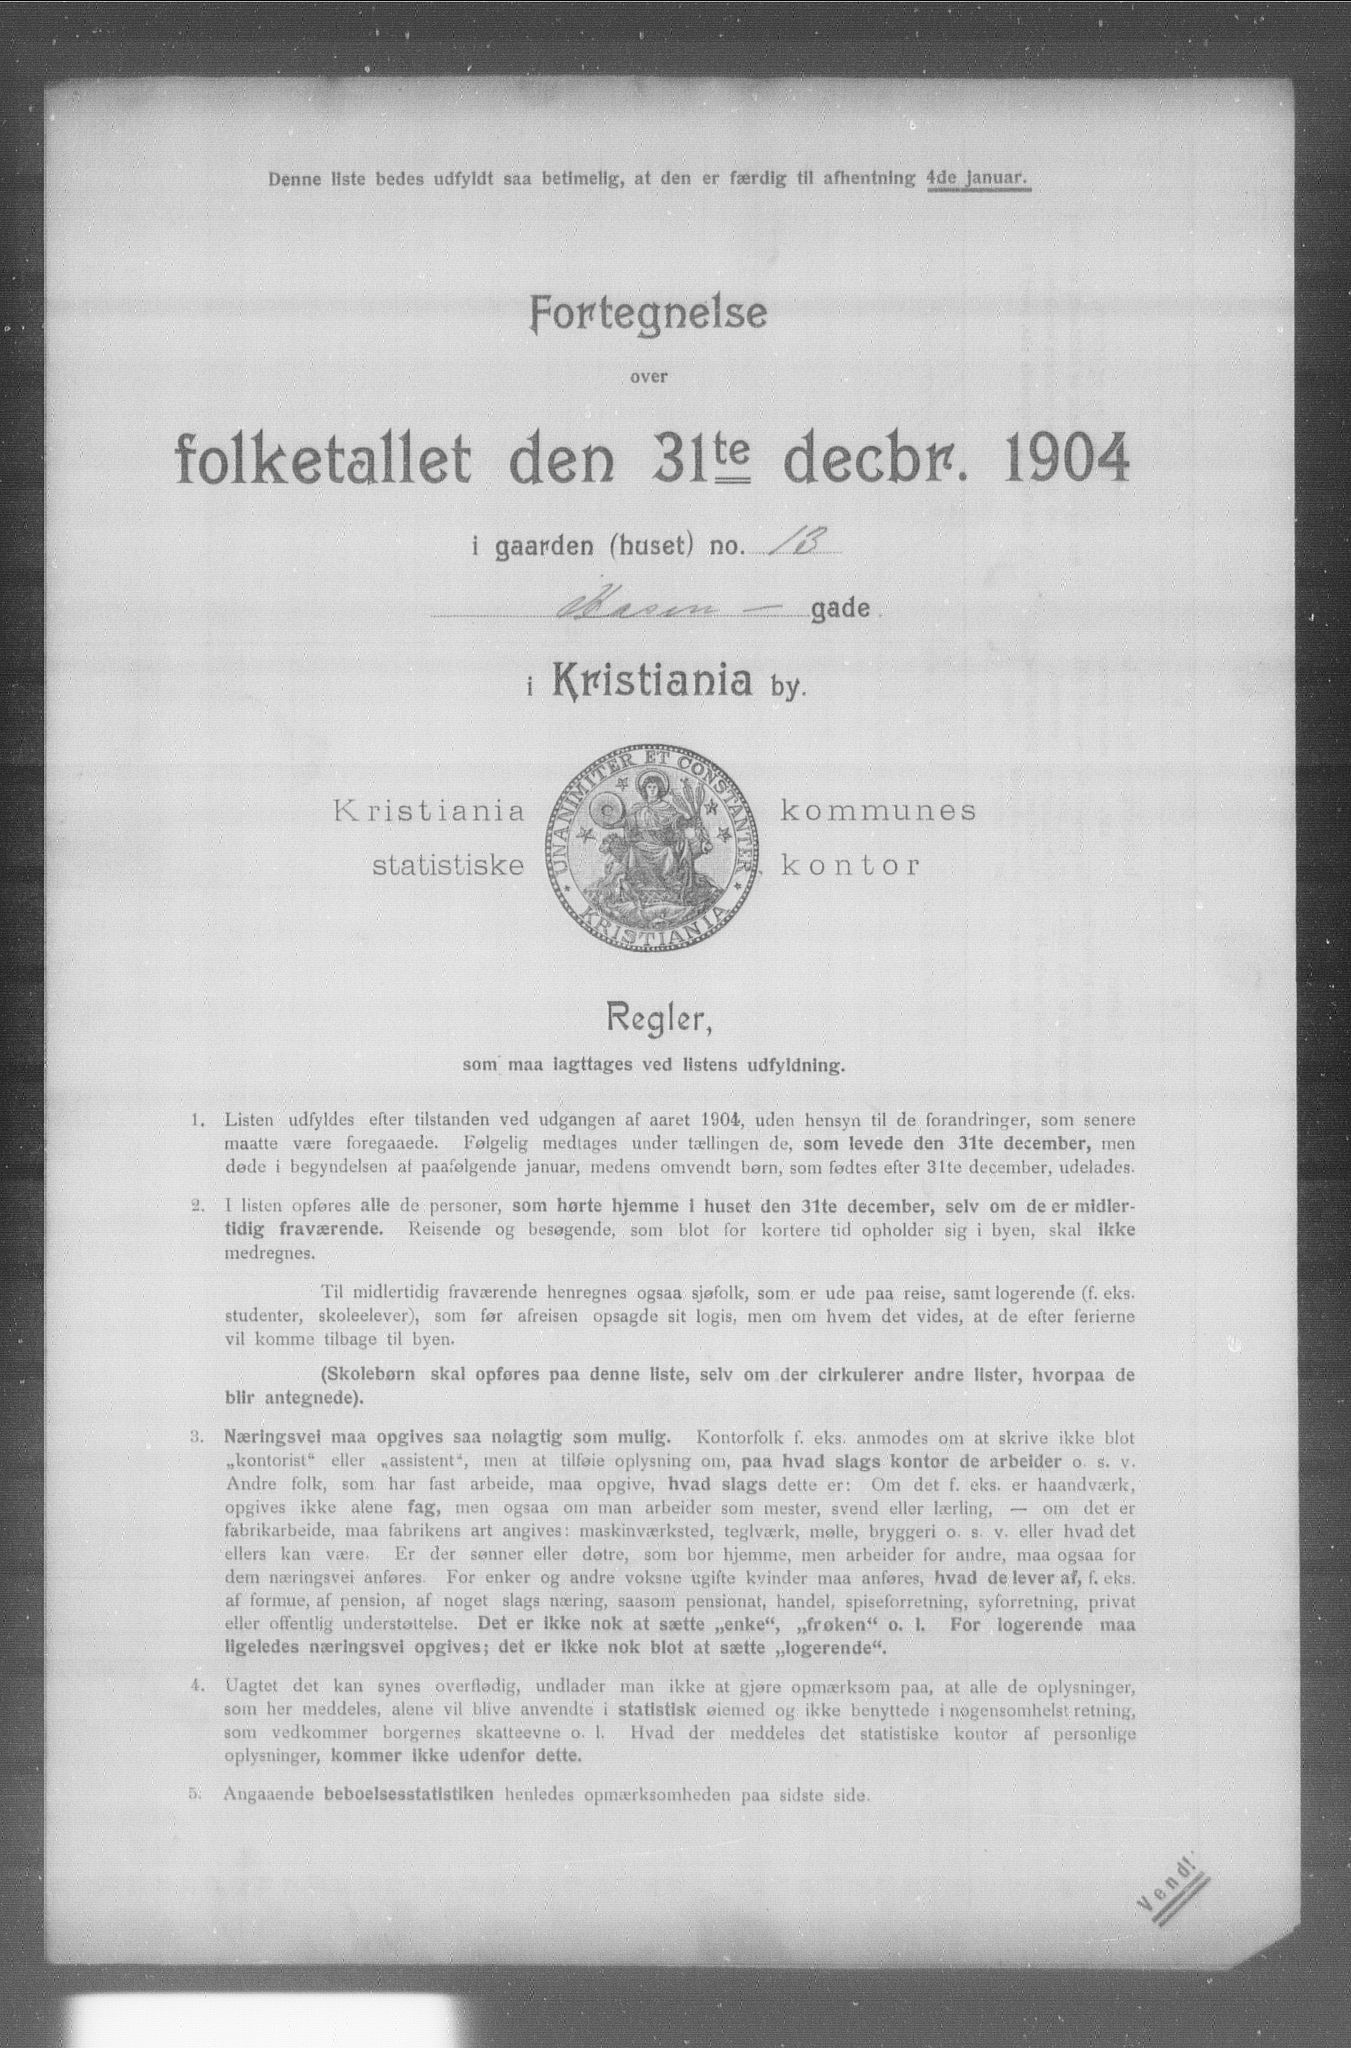 Denne liste bedes udfyldt saa betimelig, at den er færdig til afhentning 4de januar.
Fortegnelse
over
folketallet den 31te decbr. 1904
i gaarden (huset) no. 13
gade
i Kristiania by.
UNANIMITER ET CONSTANTER
KRISTIANIA
Kristiania kommunes
statistiske kontor
Regler,
som maa iagttages ved listens udfyldning.
1. Listen udfyldes efter tilstanden ved udgangen af aaret 1904, uden hensyn til de forandringer, som senere
maatte være foregaaede. Følgelig medtages under tællingen de, som levede den 31te december, men
døde i begyndelsen af paafølgende januar, medens omvendt børn, som fødtes efter 31te december, udelades.
2. I listen opføres alle de personer, som hørte hjemme i huset den 31te december, selv om de er midler-
tidig fraværende. Reisende og besøgende, som blot for kortere tid opholder sig i byen, skal ikke
medregnes.
Til midlertidig fraværende henregnes ogsaa sjøfolk, som er ude paa reise, samt logerende (f. eks.
studenter, skoleelever), som før afreisen opsagde sit logis, men om hvem det vides, at de efter ferierne
vil komme tilbage til byen.
(Skolebørn skal opføres paa denne liste, selv om der cirkulerer andre lister, hvorpaa de
blir antegnede).
3. Næringsvei maa opgives saa nøiagtig som mulig. Kontorfolk f. eks. anmodes om at skrive ikke blot
„kontorist“ eller „assistent“, men at tilføie oplysning om, paa hvad slags kontor de arbeider o. s. v.
Andre folk, som har fast arbeide, maa opgive, hvad slags dette er: Om det f. eks. er haandværk,
opgives ikke alene fag, men ogsaa om man arbeider som mester, svend eller lærling, — om det er
fabrikarbeide, maa fabrikens art angives: maskinværksted, teglværk, mølle, bryggeri o. s. v. eller hvad det
ellers kan være. Er der sønner eller døtre, som bor hjemme, men arbeider for andre, maa ogsaa for
dem næringsvei anføres. For enker og andre voksne ugifte kvinder maa anføres, hvad de lever af, f. eks.
af formue, af pension, af noget slags næring, saasom pensionat, handel, spiseforretning, syforretning, privat
eller offentlig understøttelse. Det er ikke nok at sætte „enke“, „frøken“ o. l. For logerende maa
ligeledes næringsvei opgives; det er ikke nok blot at sætte „logerende“.
4. Uagtet det kan synes overflødig, undlader man ikke at gjøre opmærksom paa, at alle de oplysninger,
som her meddeles, alene vil blive anvendte i statistisk øiemed og ikke benyttede i nogensomhelst retning,
som vedkommer borgernes skatteevne o. l. Hvad der meddeles det statistiske kontor af personlige
oplysninger, kommer ikke udenfor dette.
5. Angaaende beboelsesstatistiken henledes opmærksomheden paa sidste side.
Vend!